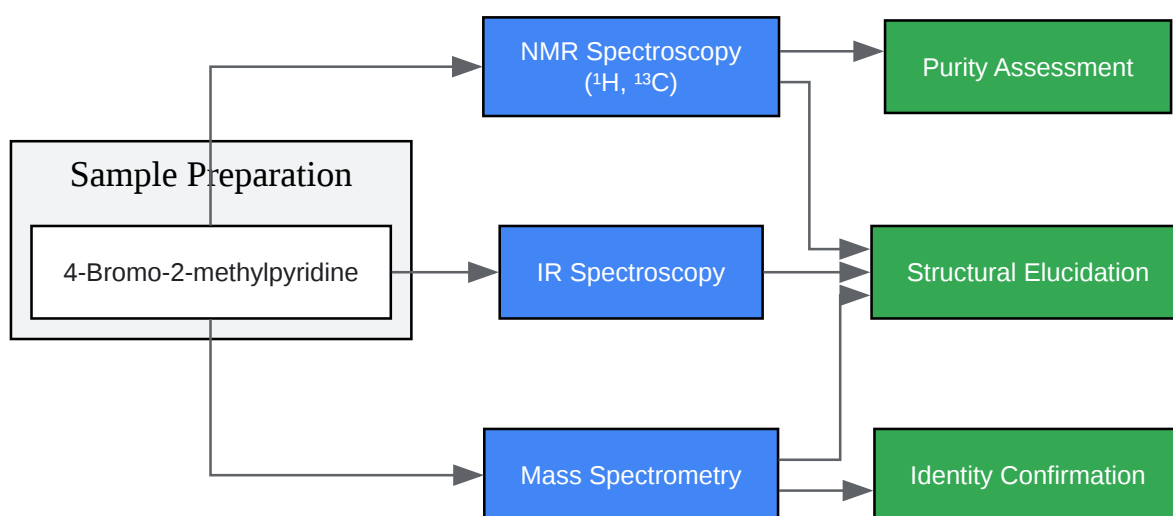 Sample Preparation
4-Bromo-2-methylpyridine
NMR Spectroscopy
(¹H, ¹³C)
IR Spectroscopy
Mass Spectrometry
Purity Assessment
Structural Elucidation
Identity Confirmation